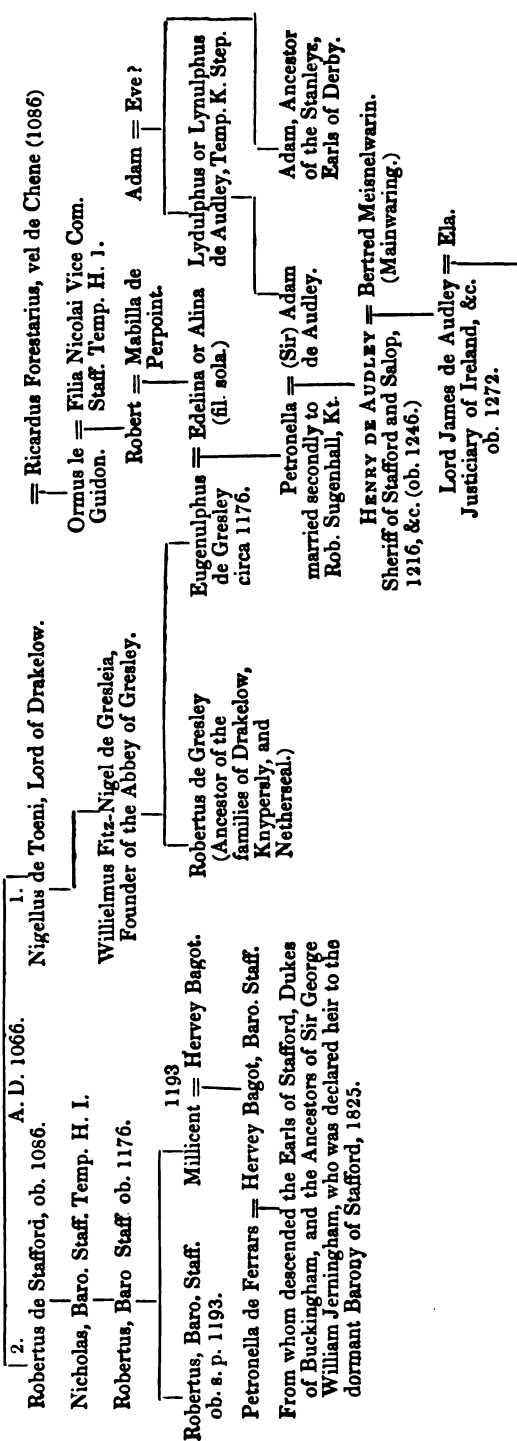 A. D. 1066.
2.
Robertus de Stafford, ob. 1086.
Nicholas, Baro. Staff. Temp. H. I.
Robertus, Baro Staff. ob. 1176.
Robertus, Baro. Staff.
ob. s. p. 1193.
1193
Millicent = Hervey Bagot.
Petronella de Ferrars = Hervey Bagot, Baro. Staff.
From whom descended the Earls of Stafford, Dukes
of Buckingham, and the Ancestors of Sir George
William Jerningham, who was declared heir to the
dormant Barony of Stafford, 1825.
1.
Nigellus de Toeni, Lord of Drakelow.
Willielmus Fitz-Nigel de Gresleia,
Founder of the Abbey of Gresley.
Robertus de Gresley
(Ancestor of the
families of Drakelow,
Knypersly, and
Netherseal.)
= Ricardus Forestarius, vel de Chene (1086)
Ormus le = Filia Nicolai Vice Com.
Guidon. Staff. Temp. H. 1.
Robert = Mabilla de
Perpoint.
Adam = Eve?
Eugenulphus = Edelina or Alina
de Gresley (fil. sola.)
circa 1176.
Lydulphus or Lynulphus
de Audley, Temp. K. Step.
Petronella = (Sir) Adam
married secondly to de Audley.
Rob. Sugenhall, Kt.
Adam, Ancestor
of the Stanleys,
Earls of Derby.
HENRY DE AUDLEY = Bertred Meisnelwarin.
Sheriff of Stafford and Salop, (Mainwaring.)
1216, &c. (ob. 1246.)
Lord James de Audley = Ela.
Justiciary of Ireland, &c.
ob. 1272.